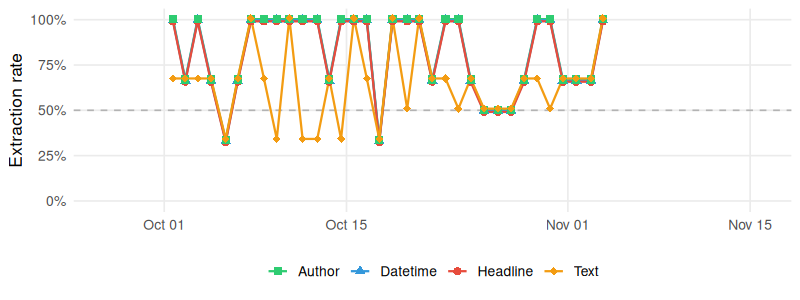 Extraction rate
100%
75%
50%
25%
0%
Oct 01 Oct 15 Nov 01 Nov 15
Author Datetime Headline Text